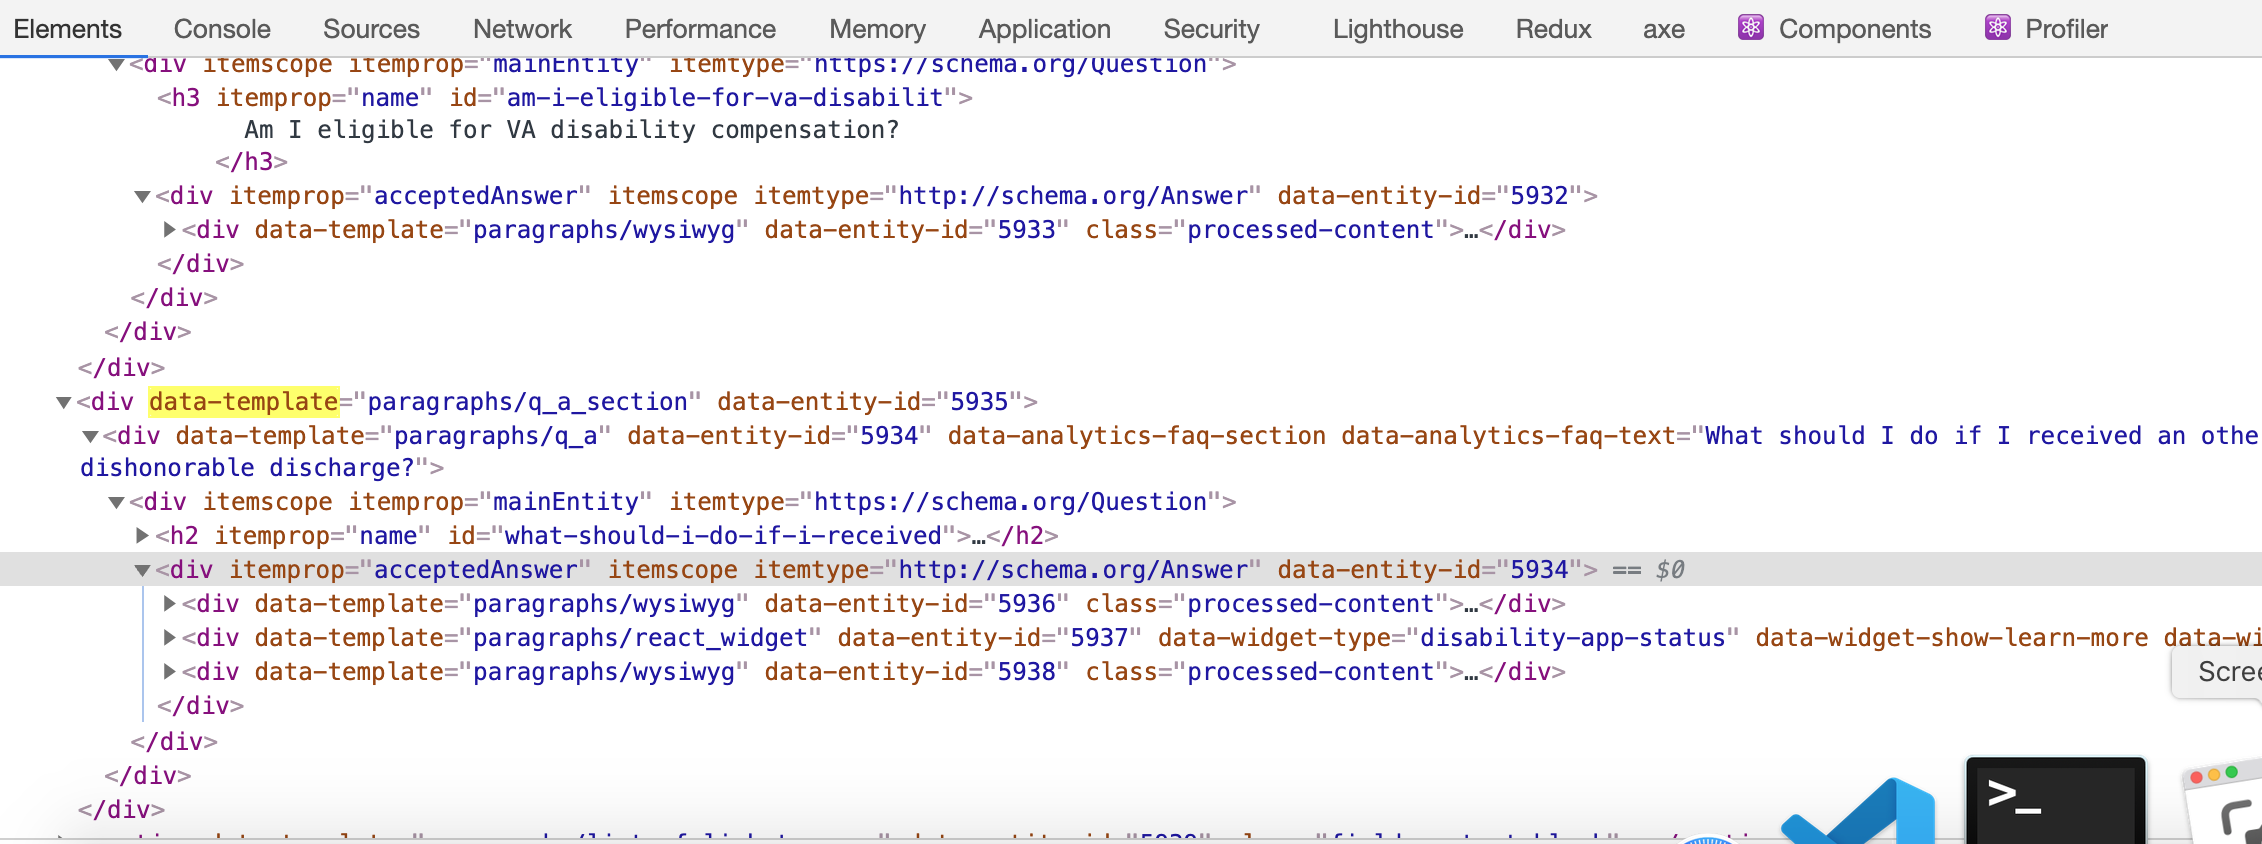 Elements Console Sources Network Performance Memory Application Security Lighthouse Redux axe Components Profiler
<div itemscope itemprop="mainEntity" itemtype="https://schema.org/Question">
<h3 itemprop="name" id="am-i-eligible-for-va-disabilit">
Am I eligible for VA disability compensation?
</h3>
<div itemprop="acceptedAnswer" itemscope itemtype="http://schema.org/Answer" data-entity-id="5932">
<div data-template="paragraphs/wysiwyg" data-entity-id="5933" class="processed-content">…</div>
</div>
</div>
</div>
</div>
<div data-template="paragraphs/q_a_section" data-entity-id="5935">
<div data-template="paragraphs/q_a" data-entity-id="5934" data-analytics-faq-section data-analytics-faq-text="What should I do if I received an othe
dishonorable discharge?">
<div itemscope itemprop="mainEntity" itemtype="https://schema.org/Question">
<h2 itemprop="name" id="what-should-i-do-if-i-received">…</h2>
<div itemprop="acceptedAnswer" itemscope itemtype="http://schema.org/Answer" data-entity-id="5934"> == $0
<div data-template="paragraphs/wysiwyg" data-entity-id="5936" class="processed-content">…</div>
<div data-template="paragraphs/react_widget" data-entity-id="5937" data-widget-type="disability-app-status" data-widget-show-learn-more data-wi
<div data-template="paragraphs/wysiwyg" data-entity-id="5938" class="processed-content">…</div>
Scree
</div>
</div>
</div>
</div>
>_